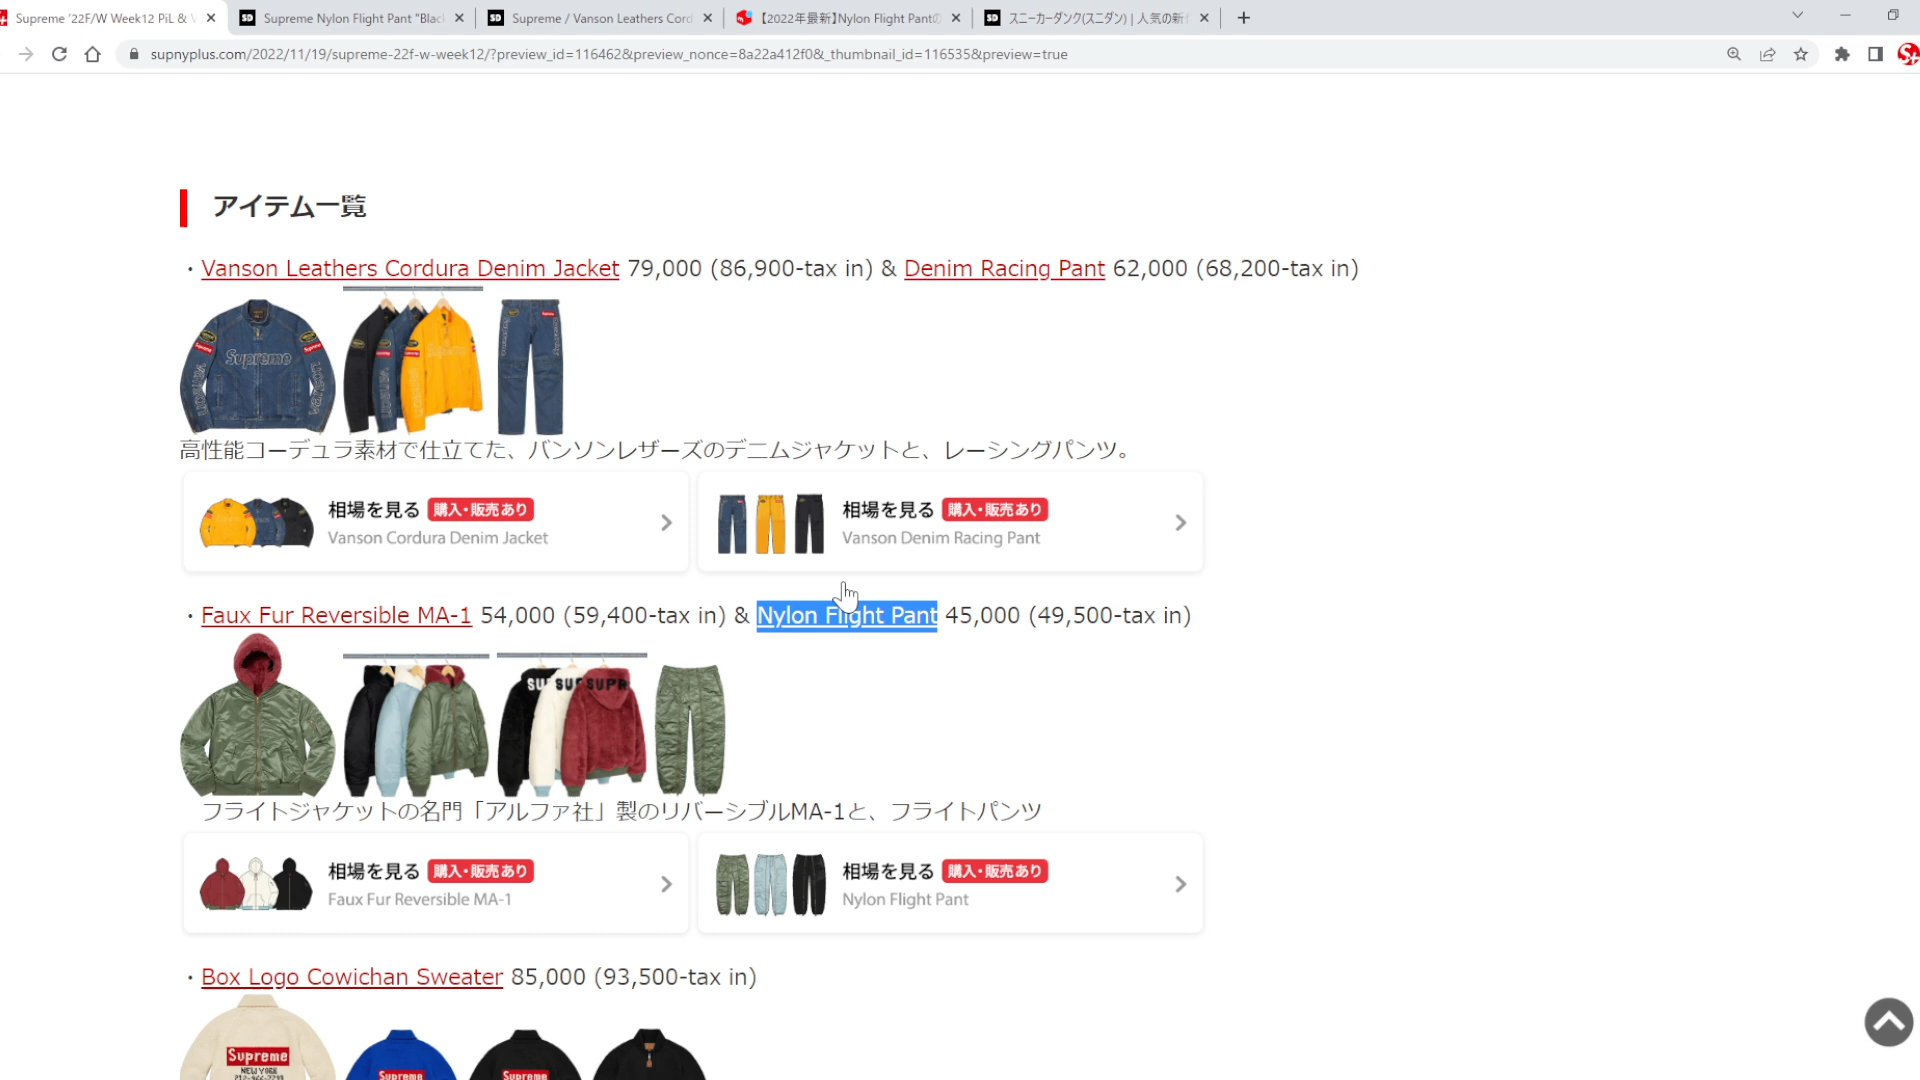 Supreme '22F/W Week12 PiL &
Supreme Nylon Flight Pant "Blac
Supreme / Vanson Leathers Cord
【2022年最新】Nylon Flight Pantの
スニーカーダンク(スニダン) | 人気の新
supnyplus.com/2022/11/19/supreme-22f-w-week12/?preview_id=116462&preview_nonce=8a22a412f0&_thumbnail_id=116535&preview=true
アイテム一覧
・Vanson Leathers Cordura Denim Jacket 79,000 (86,900-tax in) & Denim Racing Pant 62,000 (68,200-tax in)
Supreme
高性能コーデュラ素材で仕立てた、バンソンレザーズのデニムジャケットと、レーシングパンツ。
相場を見る 購入・販売あり
Vanson Cordura Denim Jacket
相場を見る 購入・販売あり
Vanson Denim Racing Pant
・Faux Fur Reversible MA-1 54,000 (59,400-tax in) & Nylon Flight Pant 45,000 (49,500-tax in)
SU SU SUPR
フライトジャケットの名門「アルファ社」製のリバーシブルMA-1と、フライトパンツ
相場を見る 購入・販売あり
Faux Fur Reversible MA-1
相場を見る 購入・販売あり
Nylon Flight Pant
・Box Logo Cowichan Sweater 85,000 (93,500-tax in)
Supreme
NEW YORK
Supreme
Supreme